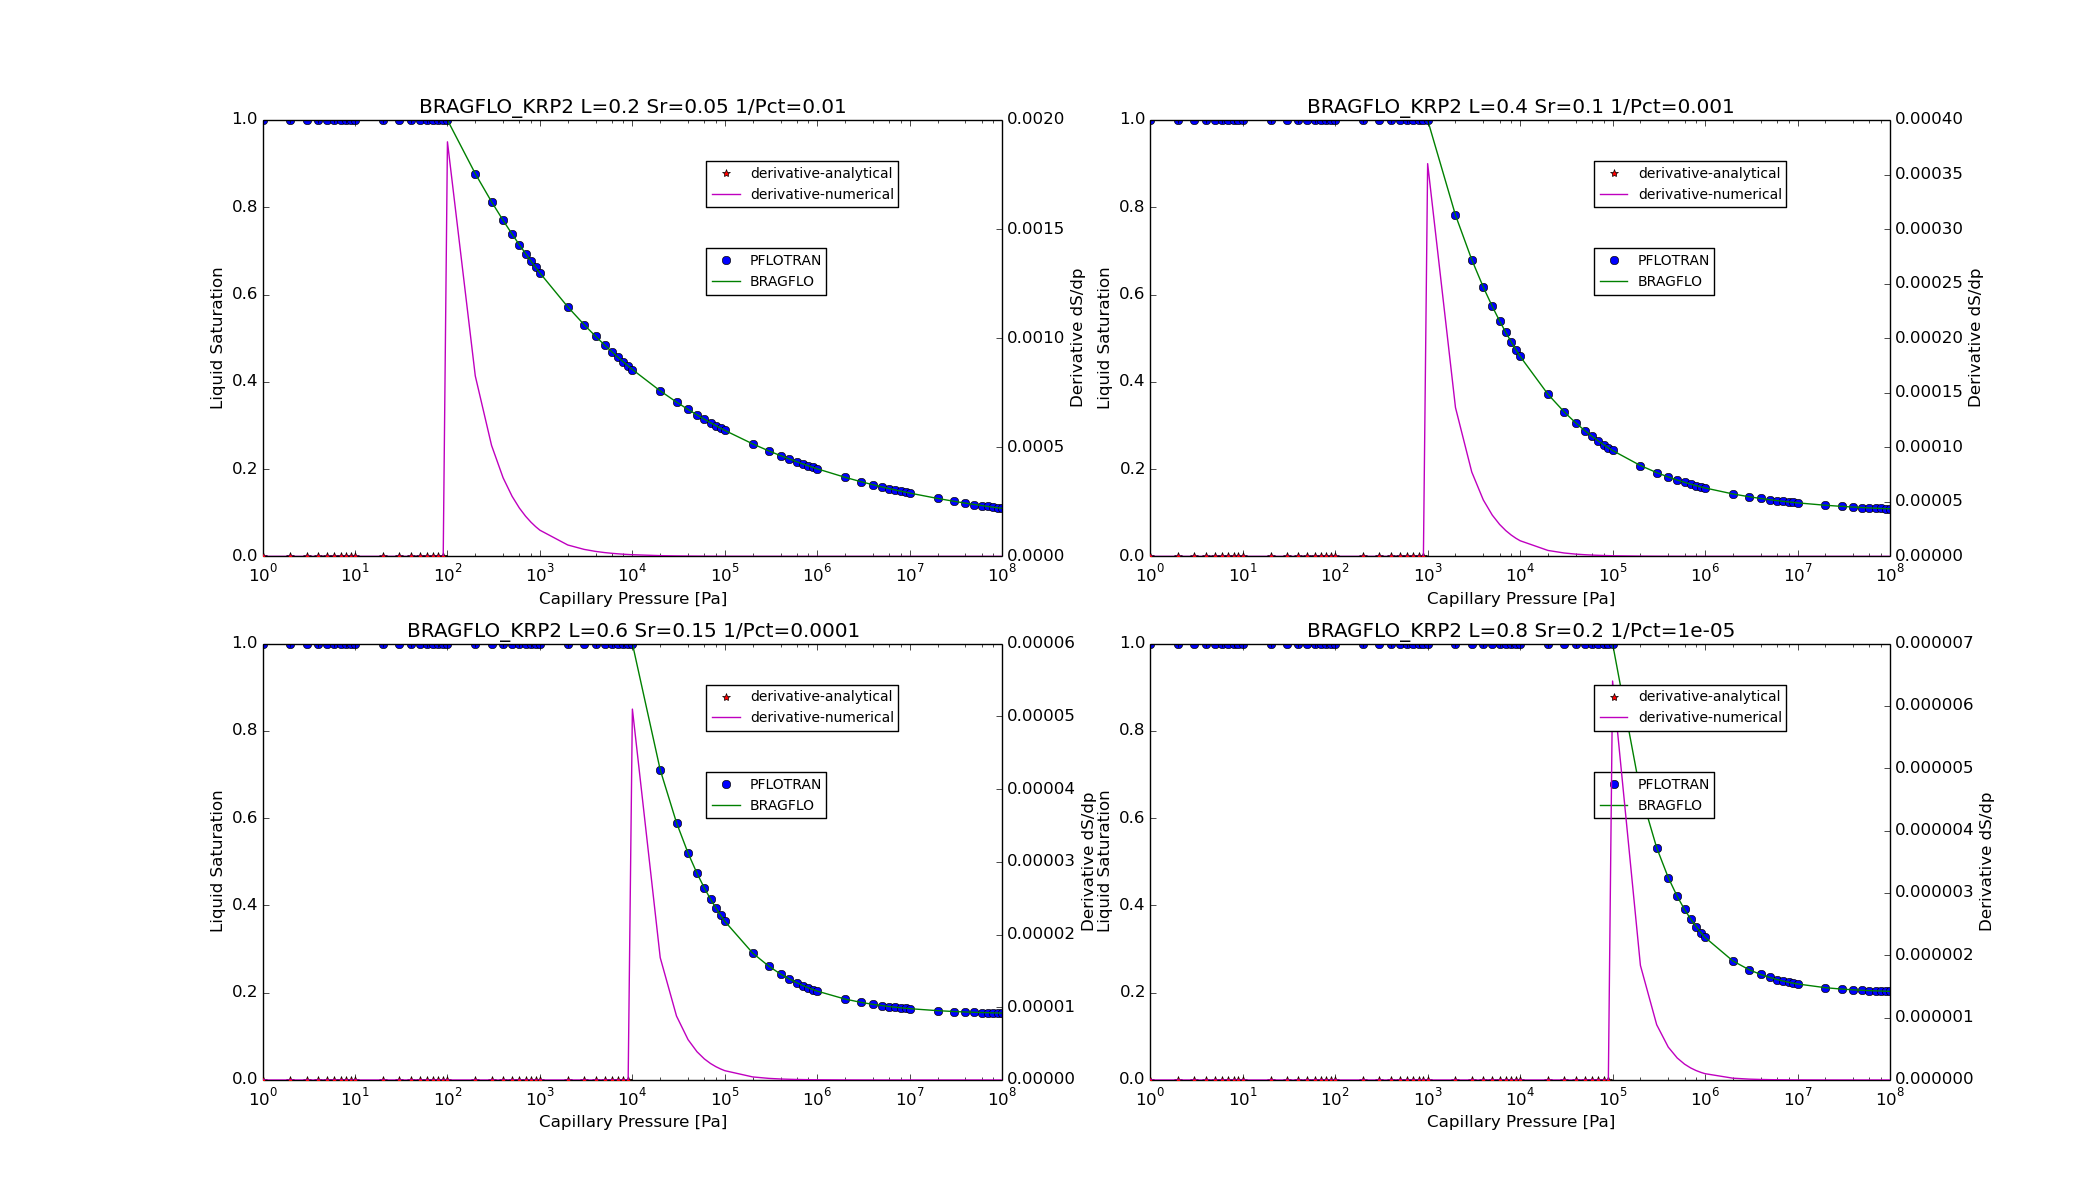 BRAGFLO_KRP2 L=0.2 Sr=0.05 1/Pct=0.01
1.0
0.8
0.6
0.4
0.2
0.0
Liquid Saturation
derivative-analytical
derivative-numerical
PFLOTRAN
BRAGFLO
0.0020
0.0015
0.0010
0.0005
0.0000
Derivative dS/dp
10^0 10^1 10^2 10^3 10^4 10^5 10^6 10^7 10^8
Capillary Pressure [Pa]
BRAGFLO_KRP2 L=0.4 Sr=0.1 1/Pct=0.001
1.0
0.8
0.6
0.4
0.2
0.0
Liquid Saturation
derivative-analytical
derivative-numerical
PFLOTRAN
BRAGFLO
0.00040
0.00035
0.00030
0.00025
0.00020
0.00015
0.00010
0.00005
0.00000
Derivative dS/dp
10^0 10^1 10^2 10^3 10^4 10^5 10^6 10^7 10^8
Capillary Pressure [Pa]
BRAGFLO_KRP2 L=0.6 Sr=0.15 1/Pct=0.0001
1.0
0.8
0.6
0.4
0.2
0.0
Liquid Saturation
derivative-analytical
derivative-numerical
PFLOTRAN
BRAGFLO
0.00006
0.00005
0.00004
0.00003
0.00002
0.00001
0.00000
Derivative dS/dp
10^0 10^1 10^2 10^3 10^4 10^5 10^6 10^7 10^8
Capillary Pressure [Pa]
BRAGFLO_KRP2 L=0.8 Sr=0.2 1/Pct=1e-05
1.0
0.8
0.6
0.4
0.2
0.0
Liquid Saturation
derivative-analytical
derivative-numerical
PFLOTRAN
BRAGFLO
0.000007
0.000006
0.000005
0.000004
0.000003
0.000002
0.000001
0.000000
Derivative dS/dp
10^0 10^1 10^2 10^3 10^4 10^5 10^6 10^7 10^8
Capillary Pressure [Pa]